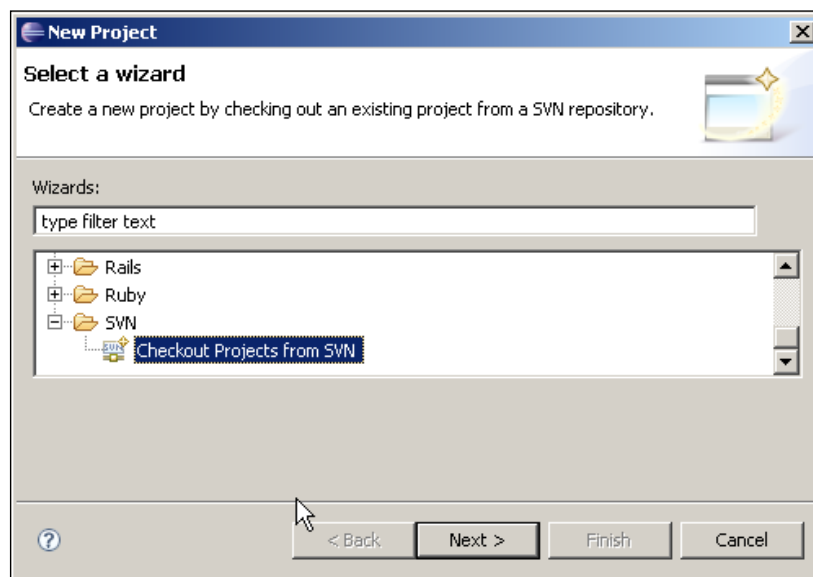 New Project
Select a wizard
Create a new project by checking out an existing project from a SVN repository.
Wizards:
type filter text
Rails
Ruby
SVN
Checkout Projects from SVN
? < Back Next > Finish Cancel